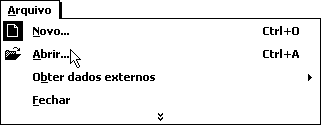 Arquivo
Novo... Ctrl+O
Abrir... Ctrl+A
Obter dados externos
Fechar